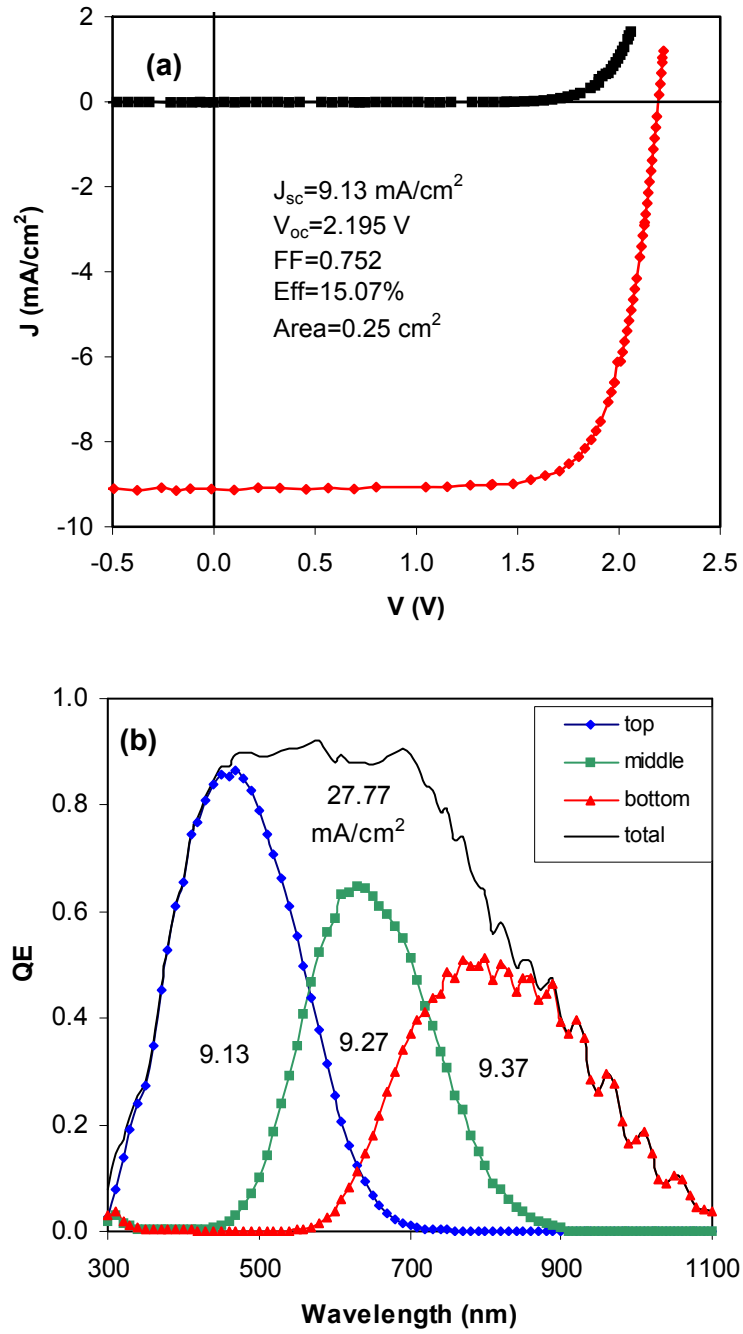 (a)
2
0
-2
-4
-6
-8
-10
J (mA/cm²)
J_sc=9.13 mA/cm²
V_oc=2.195 V
FF=0.752
Eff=15.07%
Area=0.25 cm²
-0.5 0.0 0.5 1.0 1.5 2.0 2.5
V (V)
(b)
1.0
0.8
0.6
0.4
0.2
0.0
QE
top
middle
bottom
total
27.77
mA/cm²
9.13
9.27
9.37
300 500 700 900 1100
Wavelength (nm)